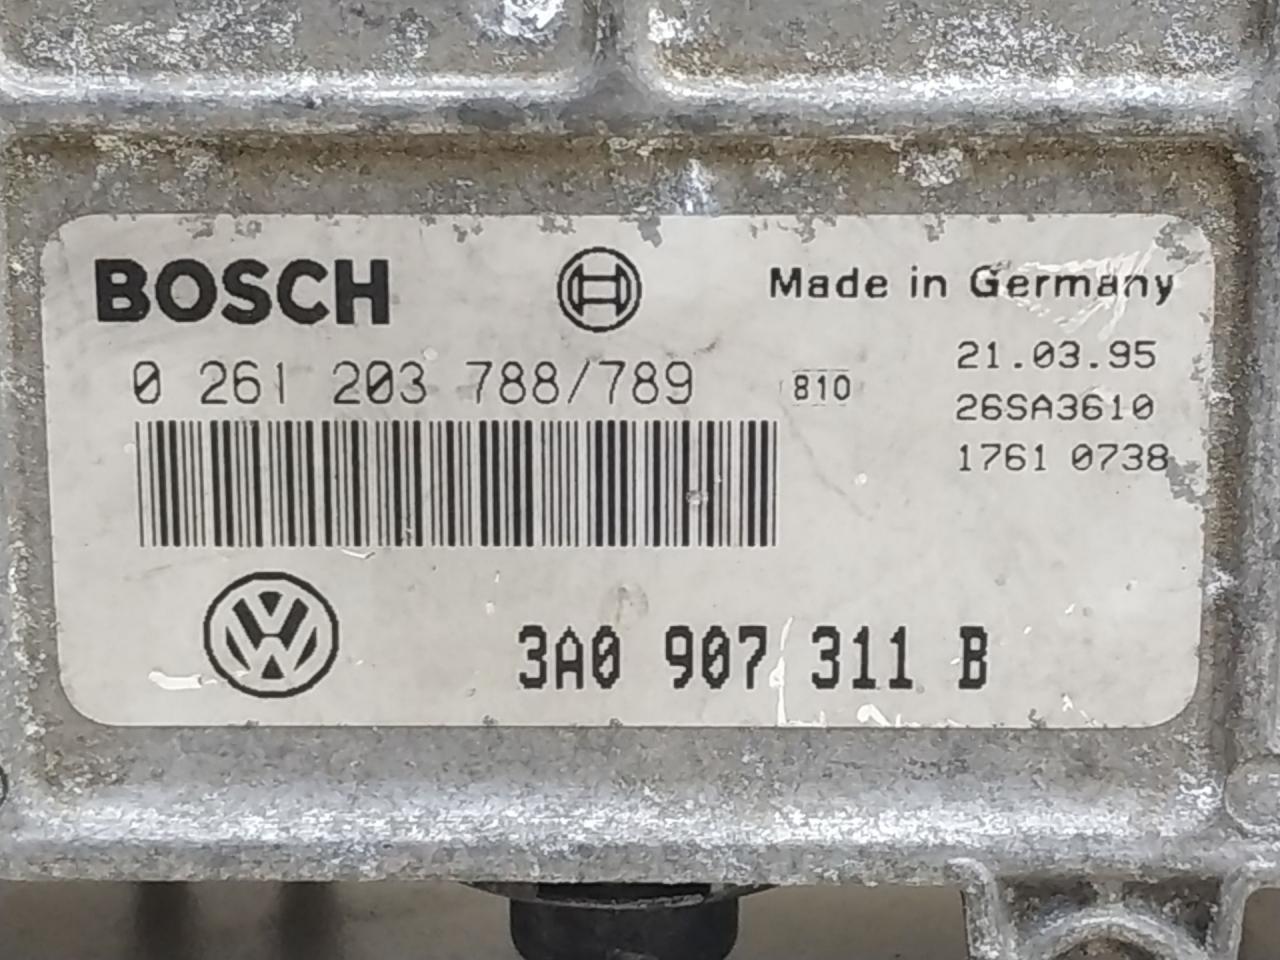 BOSCH
Made in Germany
0 261 203 788/789
810
21.03.95
26SA3610
1761 0738
3A0 907 311 B